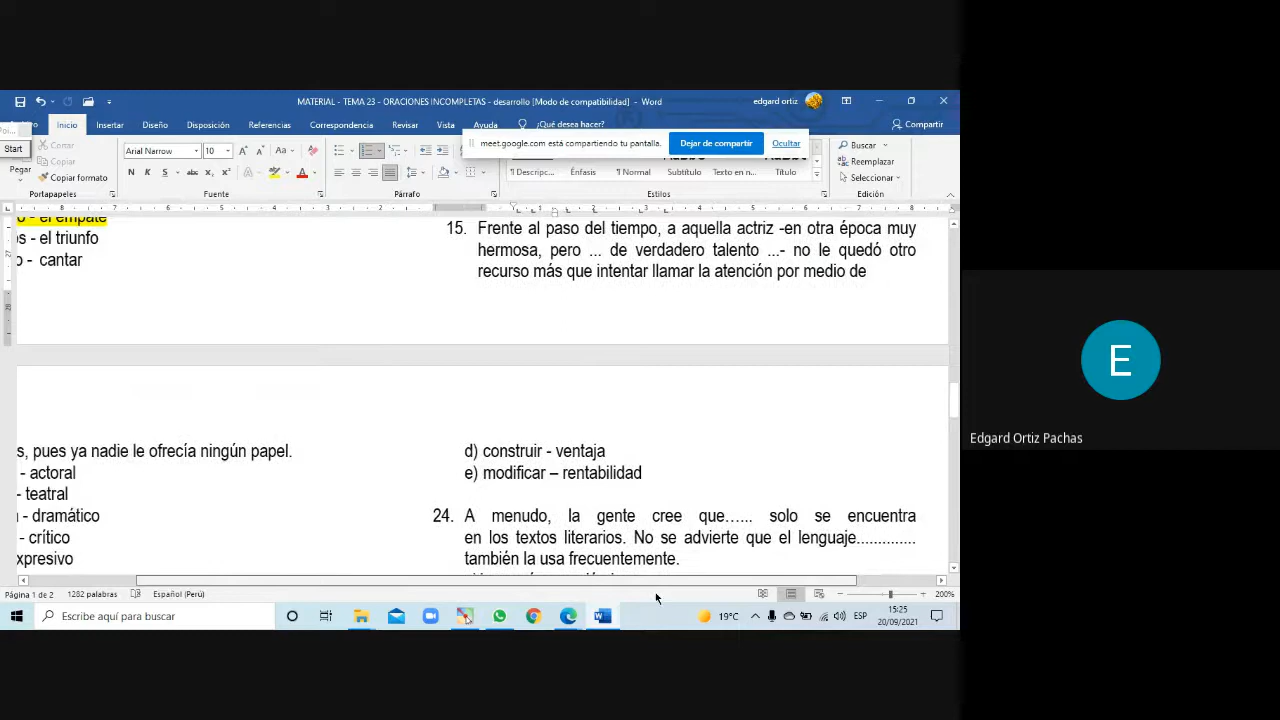 MATERIAL - TEMA 23 - ORACIONES INCOMPLETAS - desarrollo [Modo de compatibilidad] - Word
edgard ortiz
Inicio Insertar Diseño Disposición Referencias Correspondencia Revisar Vista Ayuda ¿Qué desea hacer?
Compartir
meet.google.com está compartiendo tu pantalla. Dejar de compartir Ocultar
Start
Pegar
Cortar
Copiar
Copiar formato
Portapapeles
Arial Narrow 10
N K S abc
Fuente
Párrafo
Descripc... Énfasis ¶ Normal Subtítulo Texto en n... Título
Estilos
Buscar
Reemplazar
Seleccionar
Edición
o - el empate
os - el triunfo
o - cantar
15. Frente al paso del tiempo, a aquella actriz -en otra época muy
hermosa, pero ... de verdadero talento ...- no le quedó otro
recurso más que intentar llamar la atención por medio de
s, pues ya nadie le ofrecía ningún papel.
- actoral
- teatral
- dramático
- crítico
xpresivo
d) construir - ventaja
e) modificar – rentabilidad
24. A menudo, la gente cree que…... solo se encuentra
en los textos literarios. No se advierte que el lenguaje..............
también la usa frecuentemente.
Página 1 de 2 1282 palabras Español (Perú) 200%
Escribe aquí para buscar
19°C ESP
15:25
20/09/2021
E
Edgard Ortiz Pachas